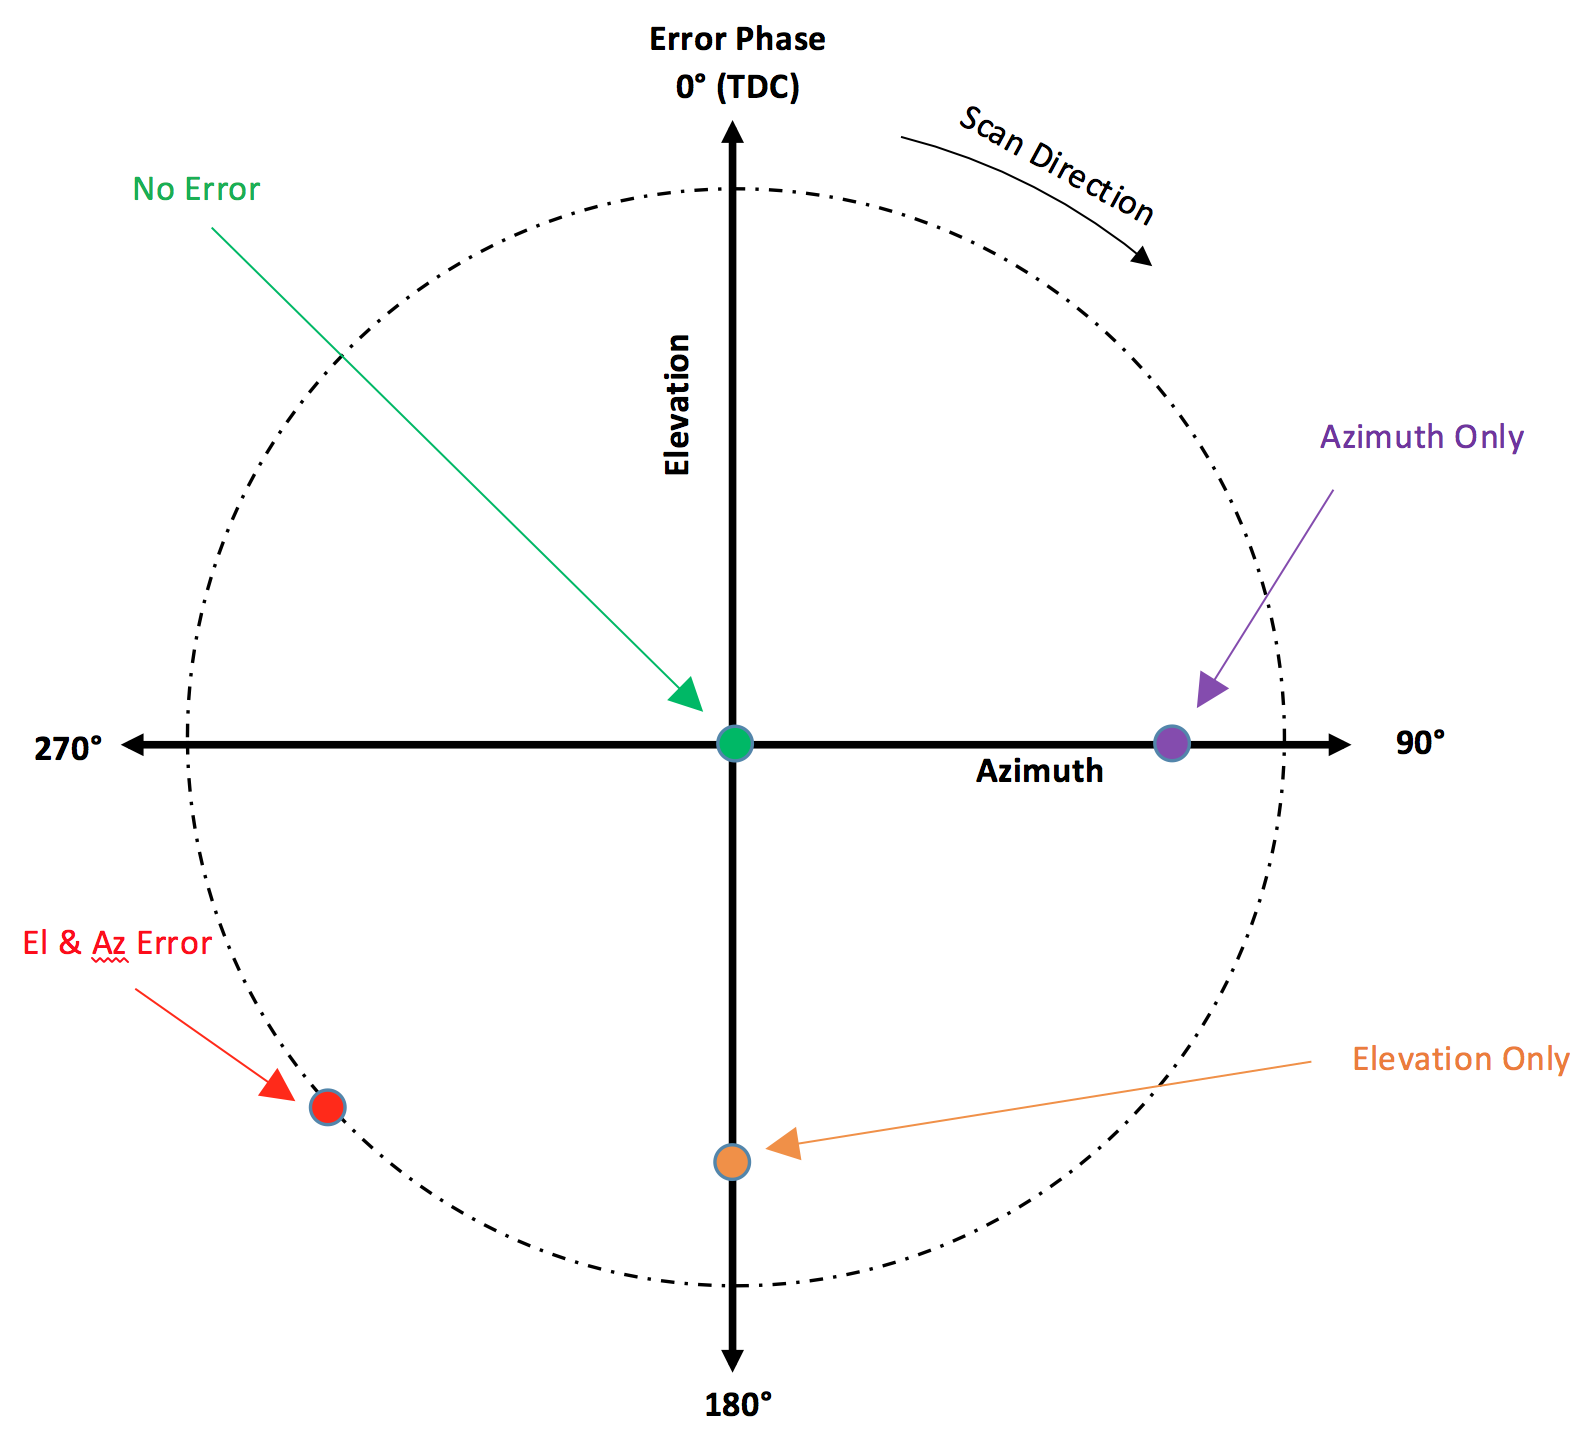 Error Phase
0° (TDC)
Scan Direction
No Error
Elevation
Azimuth Only
270°
90°
Azimuth
El & Az Error
Elevation Only
180°